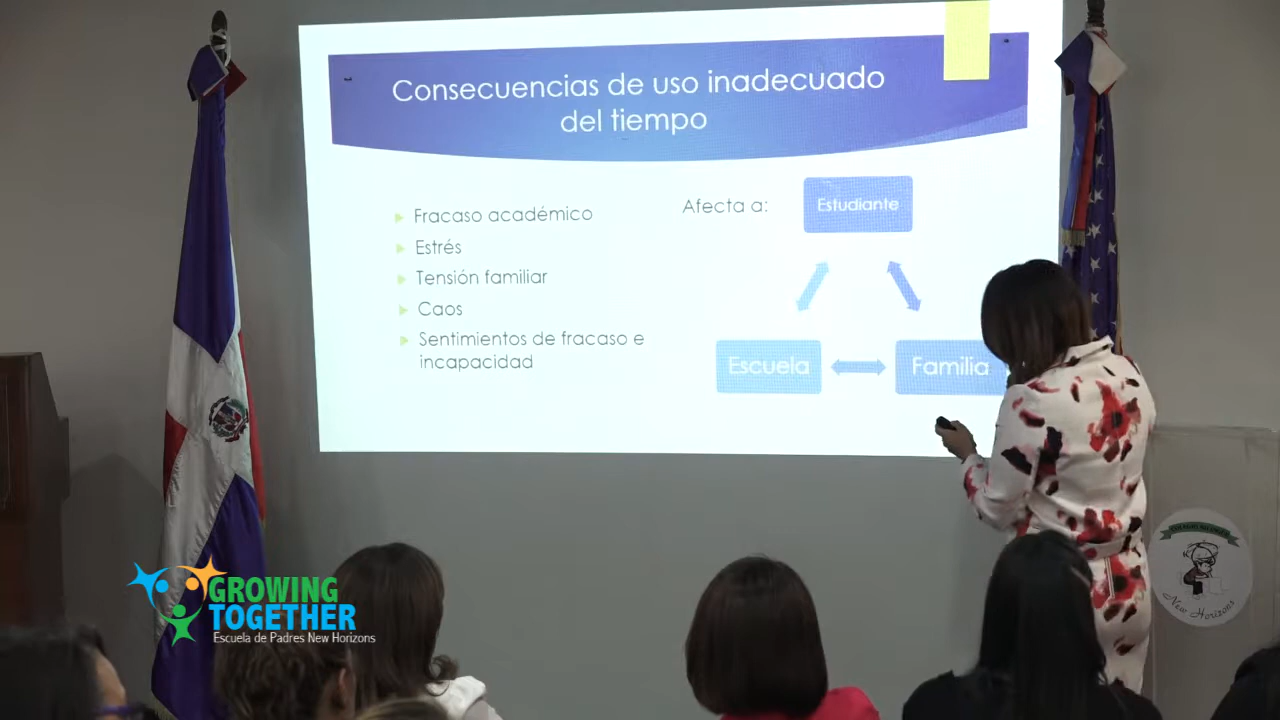 Consecuencias de uso inadecuado
del tiempo
Fracaso académico
Estrés
Tensión familiar
Caos
Sentimientos de fracaso e
incapacidad
Afecta a:
Estudiante
Escuela
Familia
GROWING
TOGETHER
Escuela de Padres New Horizons
New Horizons